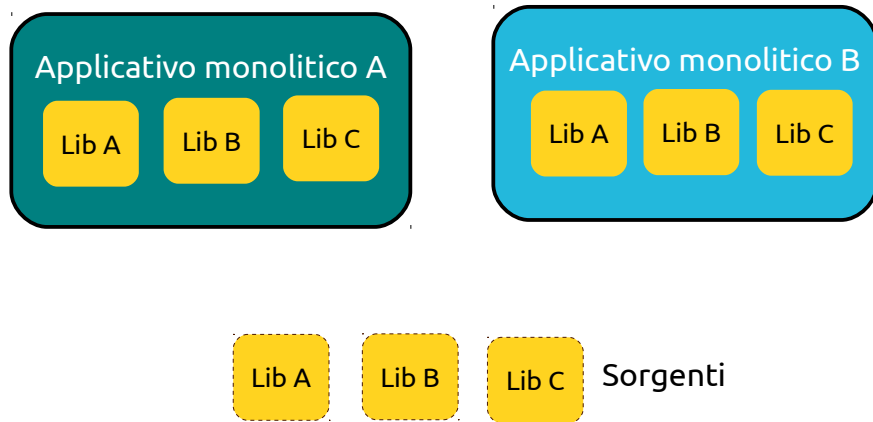 Applicativo monolitico A
Lib A
Lib B
Lib C
Applicativo monolitico B
Lib A
Lib B
Lib C
Lib A
Lib B
Lib C
Sorgenti